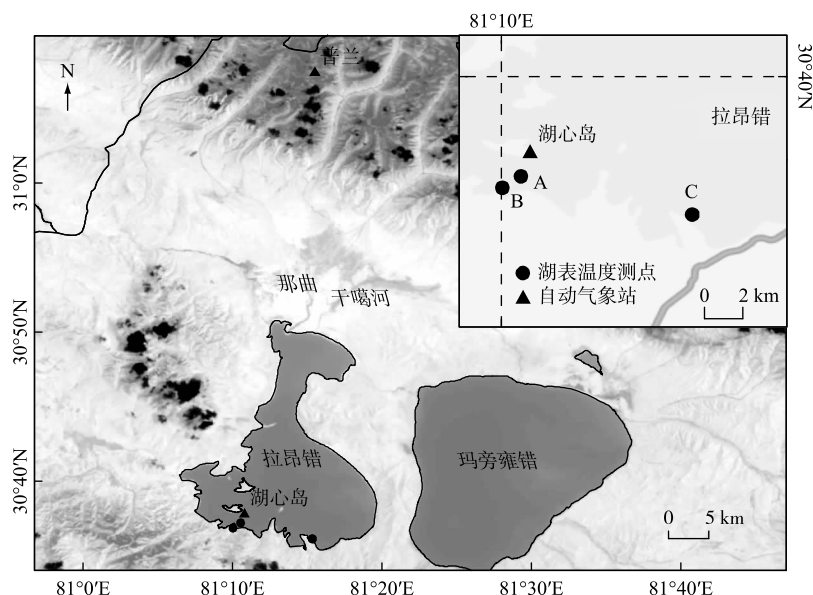 81°10′E
30°40′N
普兰
N
拉昂错
湖心岛
A
B
C
湖表温度测点
自动气象站
0 2 km
31°0′N
那曲
干噶河
30°50′N
拉昂错
玛旁雍错
30°40′N
湖心岛
0 5 km
81°0′E 81°10′E 81°20′E 81°30′E 81°40′E